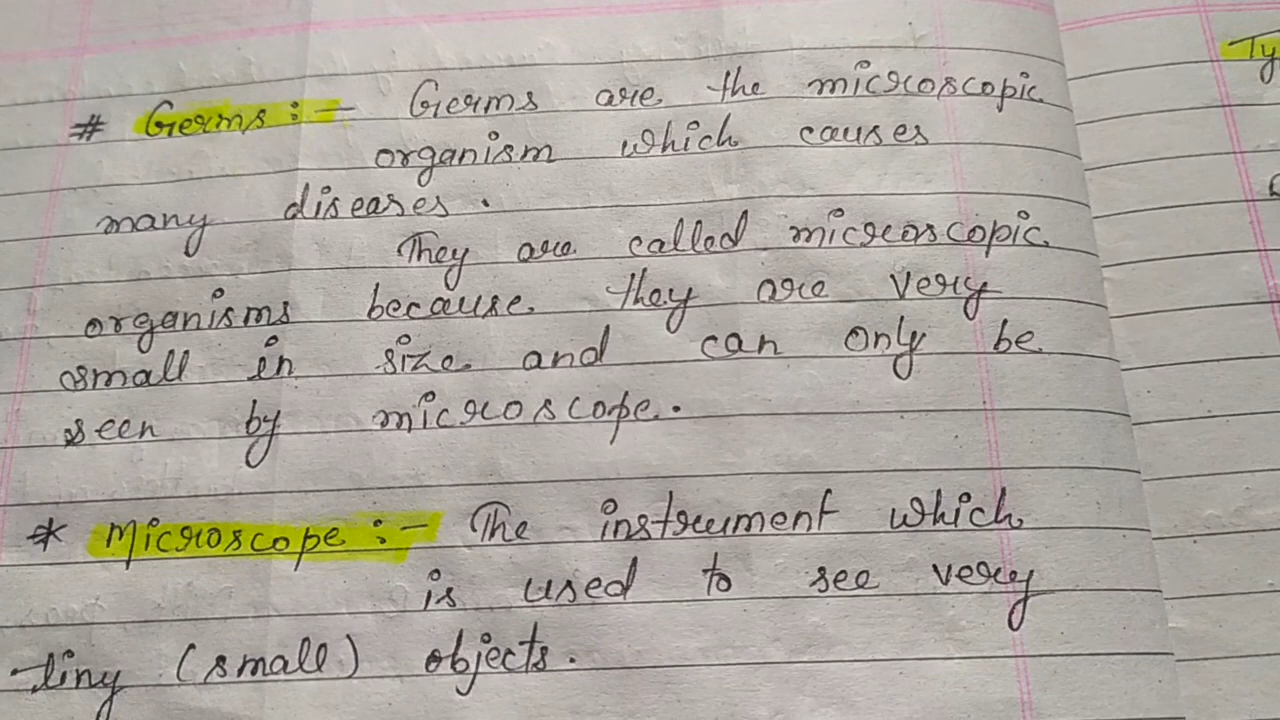 # Germs :- Germs are the microscopic
organism which causes
many diseases.
They are called microscopic
organisms because they are very
small in size and can only be
seen by microscope.
* Microscope :- The instrument which
is used to see very
tiny (small) objects.
Ty